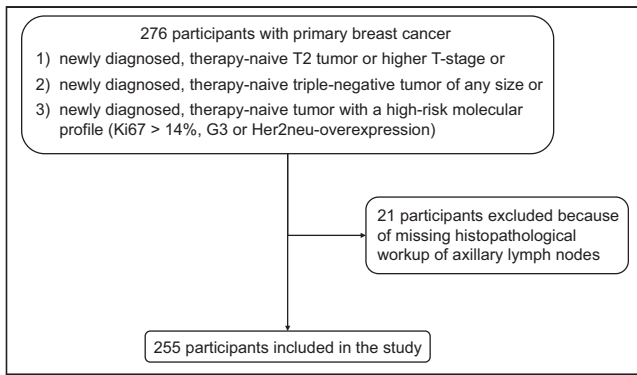 276 participants with primary breast cancer
1) newly diagnosed, therapy-naive T2 tumor or higher T-stage or
2) newly diagnosed, therapy-naive triple-negative tumor of any size or
3) newly diagnosed, therapy-naive tumor with a high-risk molecular
profile (Ki67 > 14%, G3 or Her2neu-overexpression)
21 participants excluded because
of missing histopathological
workup of axillary lymph nodes
255 participants included in the study